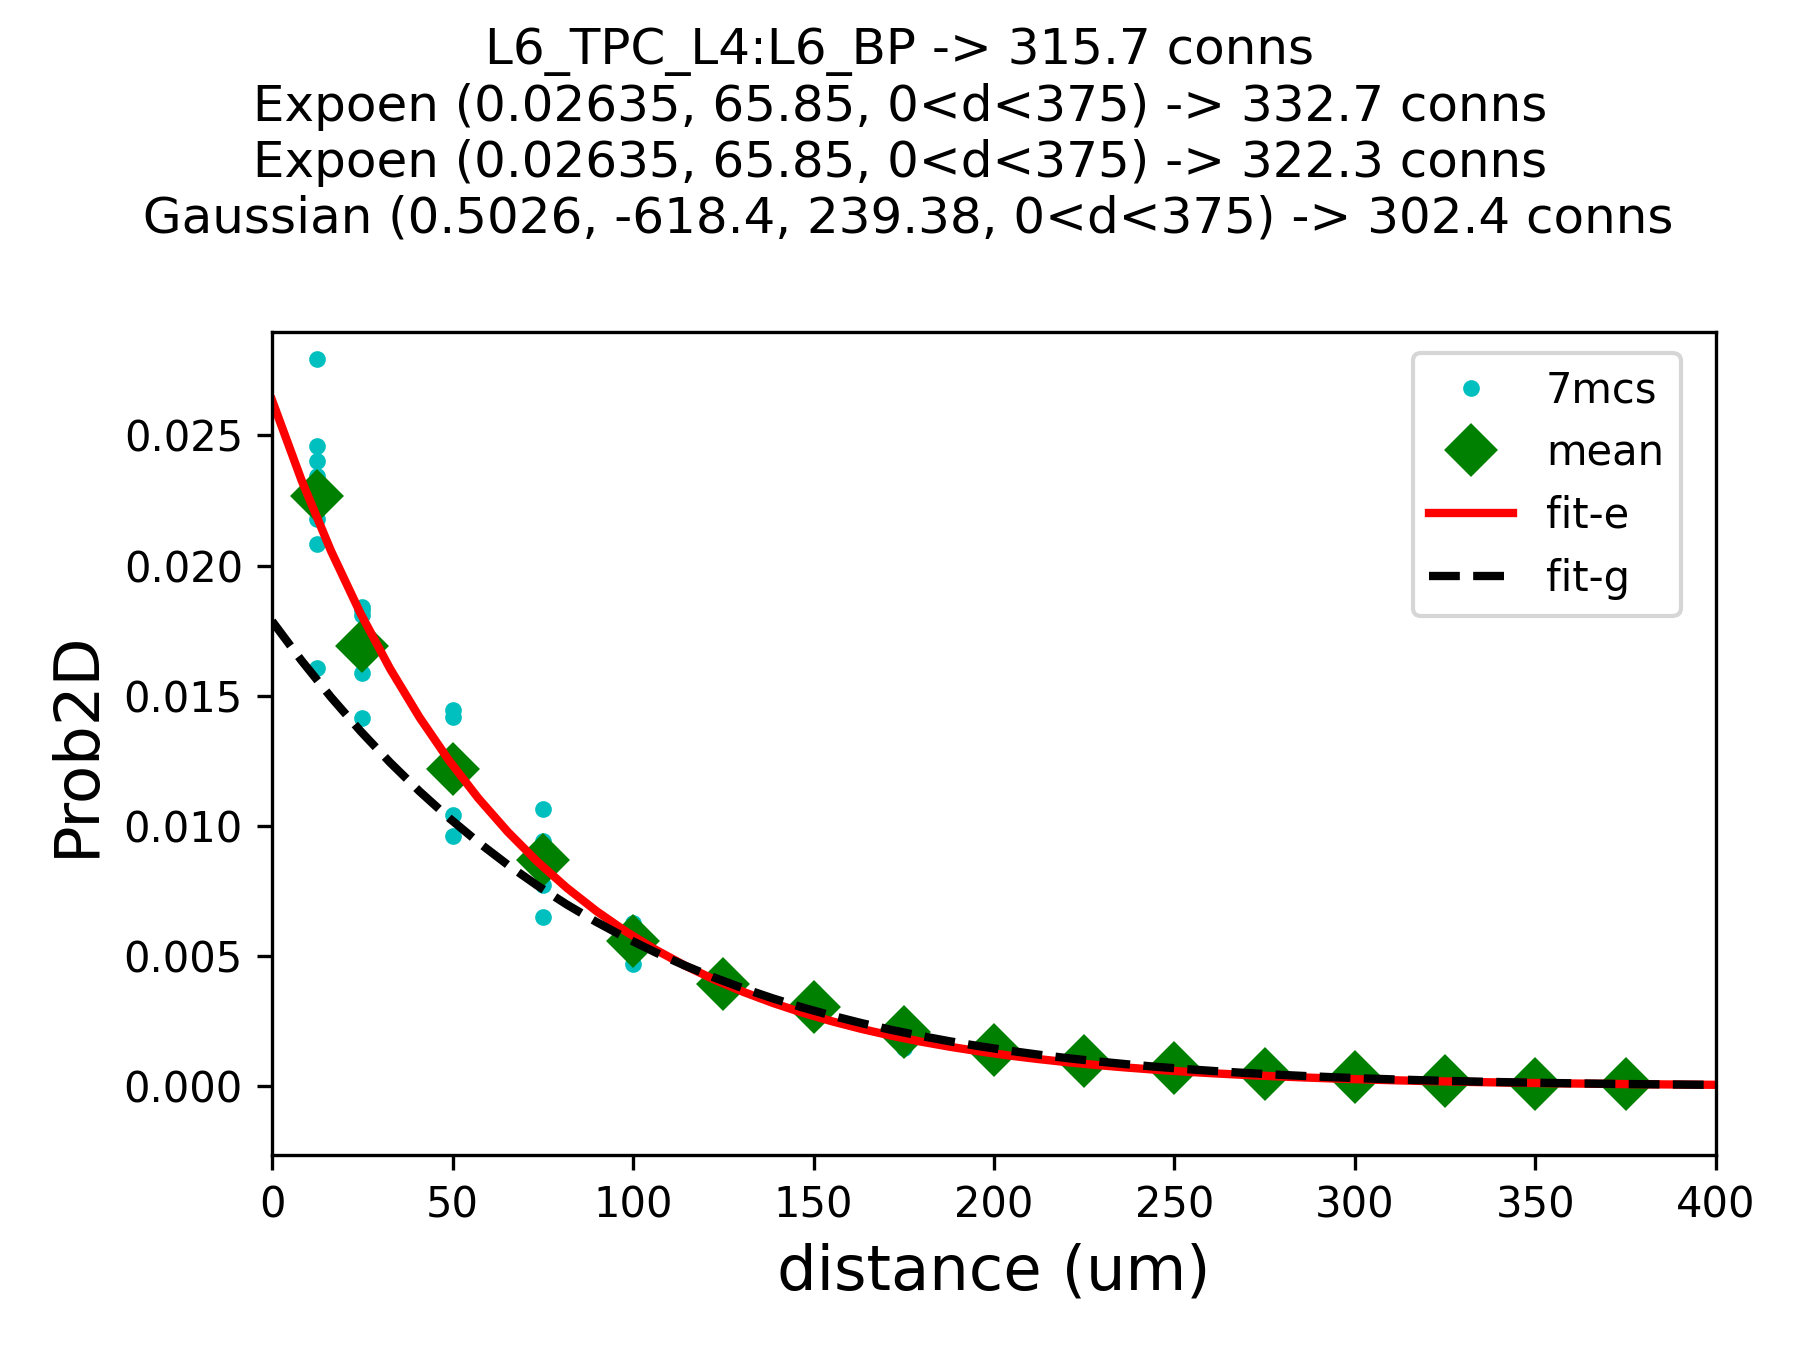 L6_TPC_L4:L6_BP -> 315.7 conns
Expoen (0.02635, 65.85, 0<d<375) -> 332.7 conns
Expoen (0.02635, 65.85, 0<d<375) -> 322.3 conns
Gaussian (0.5026, -618.4, 239.38, 0<d<375) -> 302.4 conns
7mcs
mean
fit-e
fit-g
Prob2D
0.025
0.020
0.015
0.010
0.005
0.000
0 50 100 150 200 250 300 350 400
distance (um)